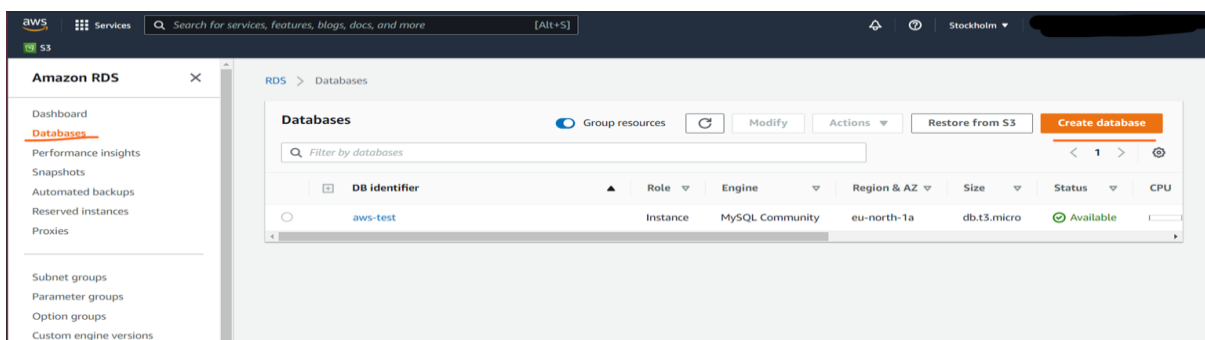 aws
Services
Search for services, features, blogs, docs, and more
[Alt+S]
Stockholm
S3
Amazon RDS
Dashboard
Databases
Performance insights
Snapshots
Automated backups
Reserved instances
Proxies
Subnet groups
Parameter groups
Option groups
Custom engine versions
RDS > Databases
Databases
Group resources
Modify
Actions
Restore from S3
Create database
Filter by databases
1
DB identifier
Role
Engine
Region & AZ
Size
Status
CPU
aws-test
Instance
MySQL Community
eu-north-1a
db.t3.micro
Available